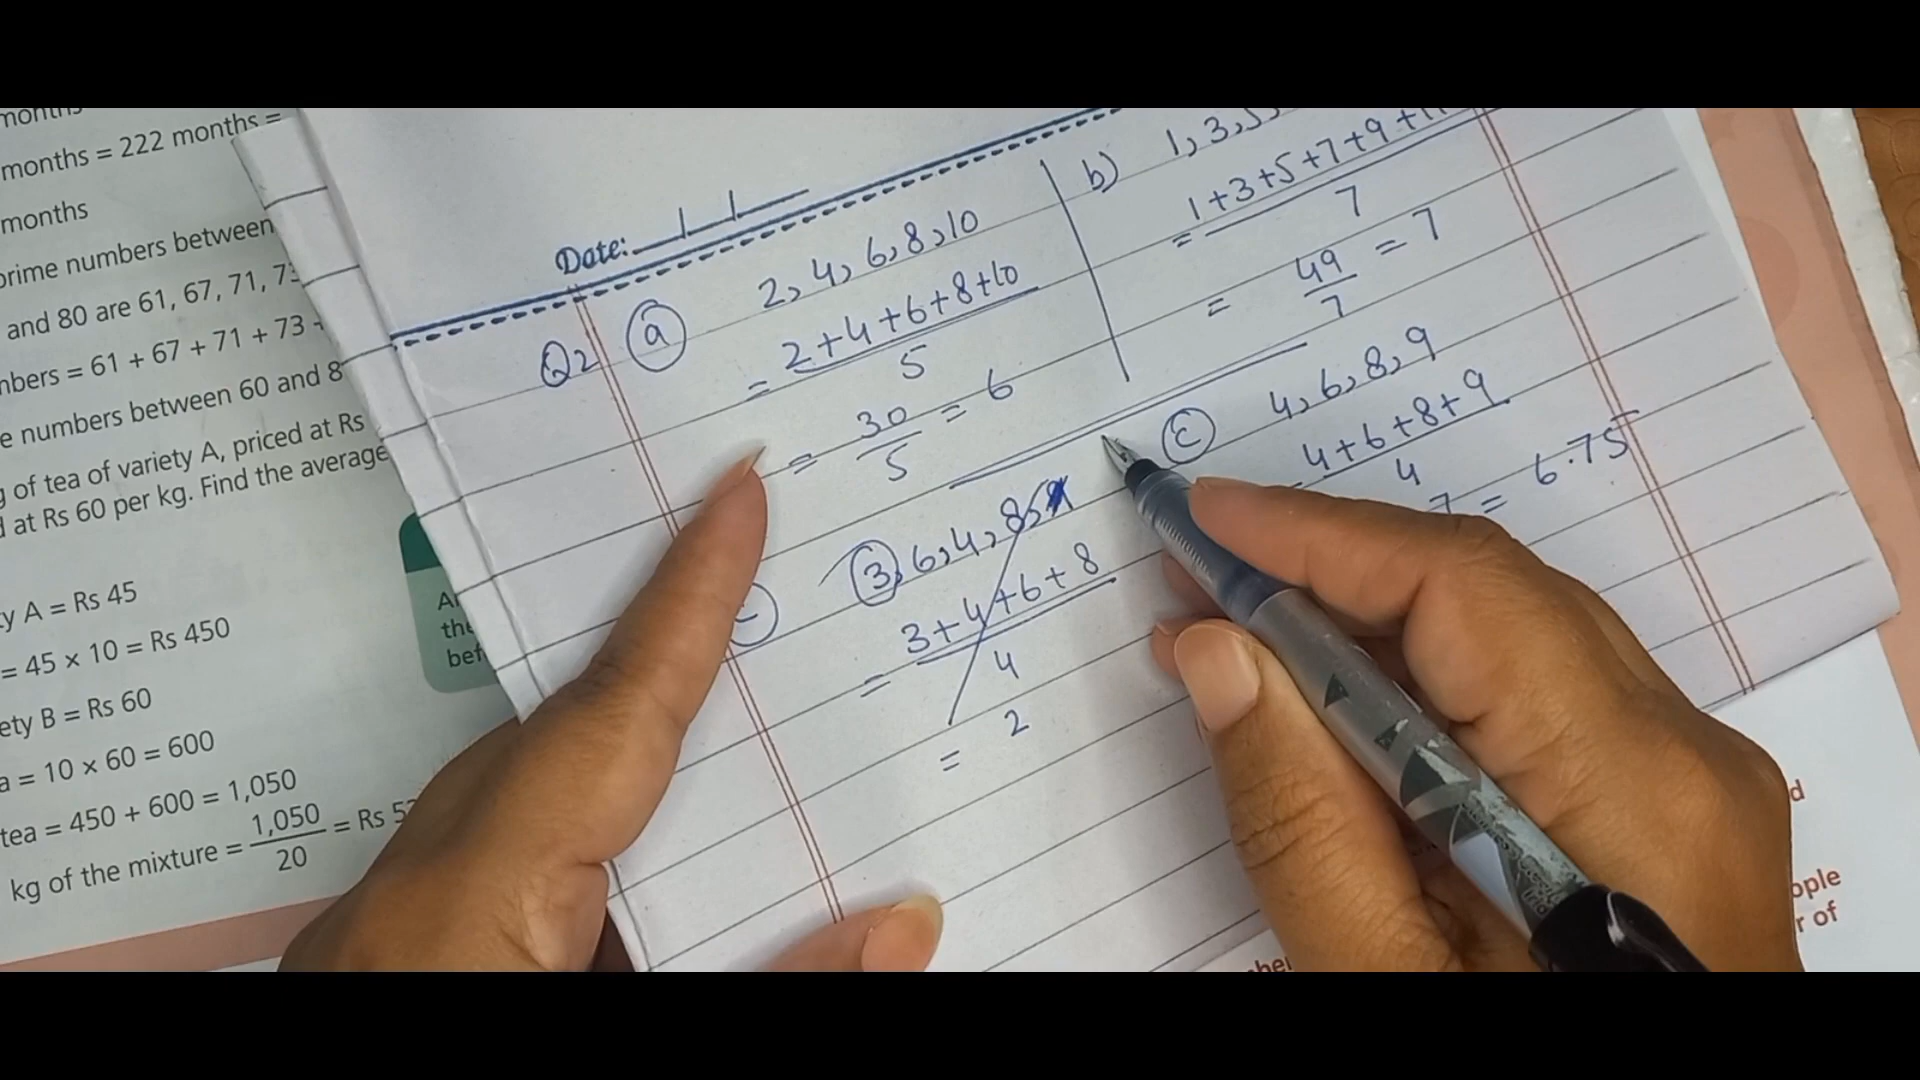 months = 222 months =
months
prime numbers between
and 80 are 61, 67, 71, 73
= 61 + 67 + 71 + 73
numbers between 60 and 8
of tea of variety A, priced at Rs
at Rs 60 per kg. Find the average
A = Rs 45
= 45 × 10 = Rs 450
B = Rs 60
= 10 × 60 = 600
tea = 450 + 600 = 1,050
kg of the mixture = 1,050/20 = Rs 5
Date:
Q2 (a) 2, 4, 6, 8, 10
= 2+4+6+8+10 / 5
= 30/5 = 6
b) 1, 3, 5,
= 1+3+5+7+9+11 / 7
= 49/7 = 7
3, 6, 4, 8,
= 3+4+6+8 / 4
= 2
(c) 4, 6, 8, 9
4+6+8+9 / 4
7 = 6.75